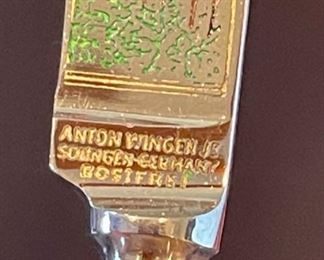 ANTON WINGEN JR
SOLINGEN GERMANY
ROSTFREI